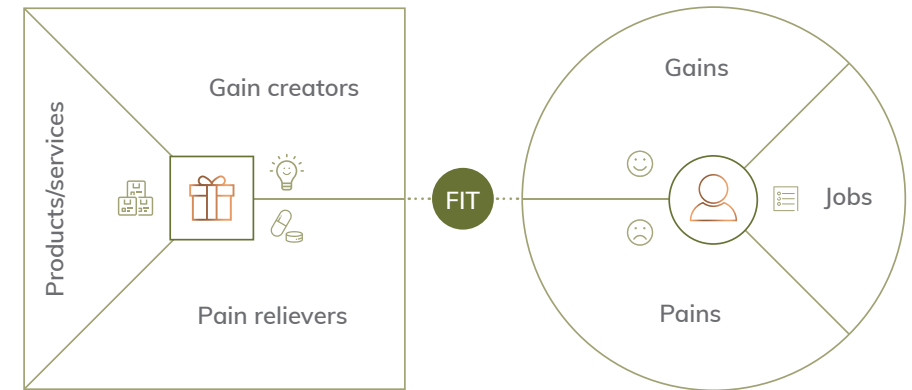 Gain creators
Products/services
Pain relievers
FIT
Gains
Jobs
Pains